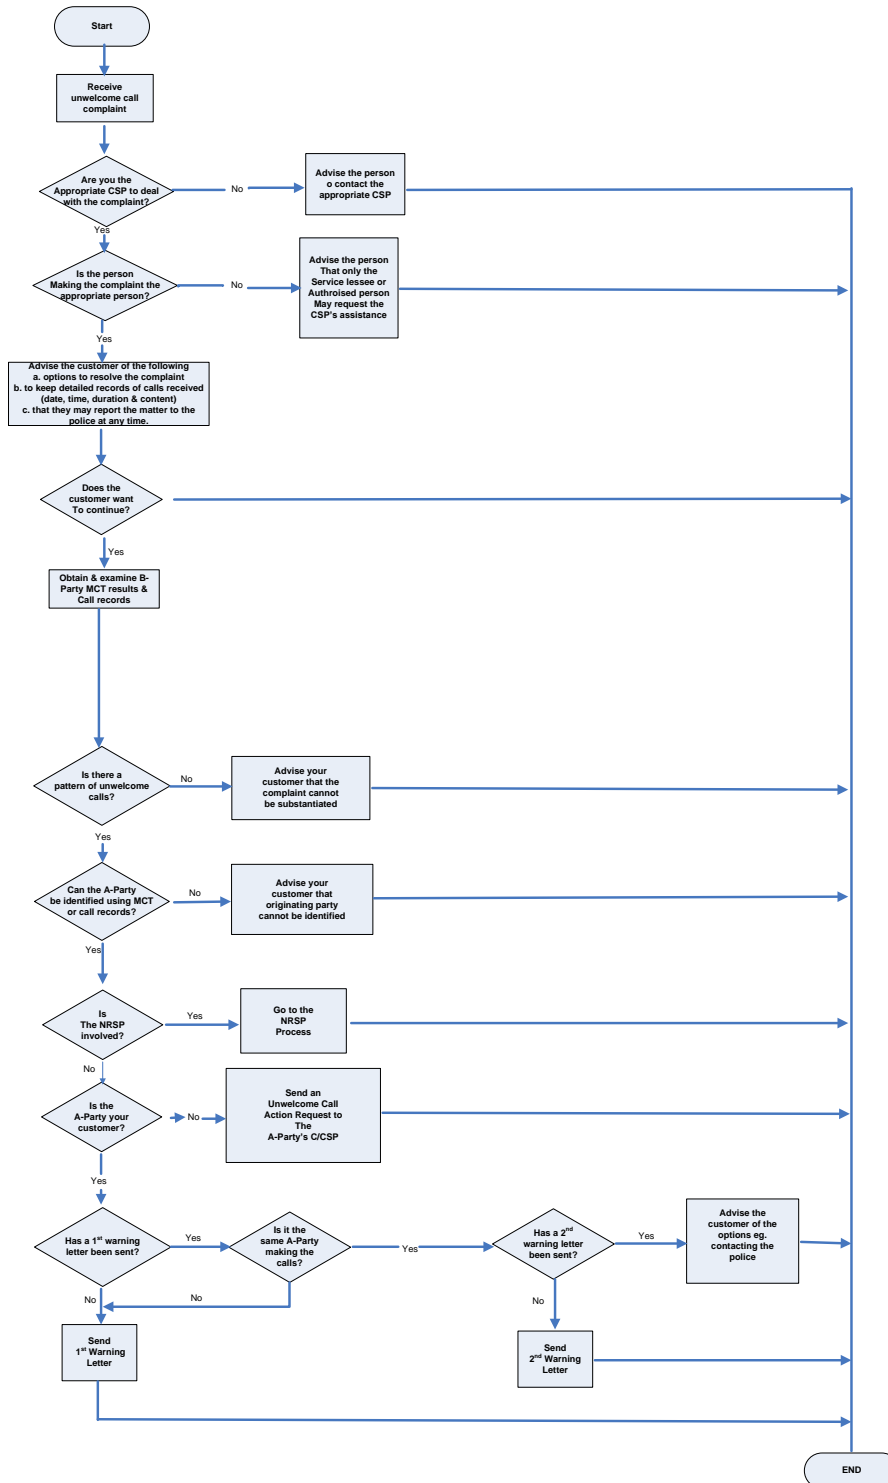 Start
Receive
unwelcome call
complaint
Are you the
Appropriate CSP to deal
with the complaint?
No
Advise the person
o contact the
appropriate CSP
Yes
Is the person
Making the complaint the
appropriate person?
No
Advise the person
That only the
Service lessee or
Authroised person
May request the
CSP's assistance
Yes
Advise the customer of the following
a. options to resolve the complaint
b. to keep detailed records of calls received
(date, time, duration & content)
c. that they may report the matter to the
police at any time.
Does the
customer want
To continue?
Yes
Obtain & examine B-
Party MCT results &
Call records
Is there a
pattern of unwelcome
calls?
No
Advise your
customer that the
complaint cannot
be substantiated
Yes
Can the A-Party
be identified using MCT
or call records?
No
Advise your
customer that
originating party
cannot be identified
Yes
Is
The NRSP
involved?
Yes
Go to the
NRSP
Process
No
Is the
A-Party your
customer?
No
Send an
Unwelcome Call
Action Request to
The
A-Party's C/CSP
Yes
Has a 1st warning
letter been sent?
Yes
Is it the
same A-Party
making the
calls?
Yes
Has a 2nd
warning letter
been sent?
Yes
Advise the
customer of the
options eg.
contacting the
police
No
No
No
Send
1st Warning
Letter
Send
2nd Warning
Letter
END